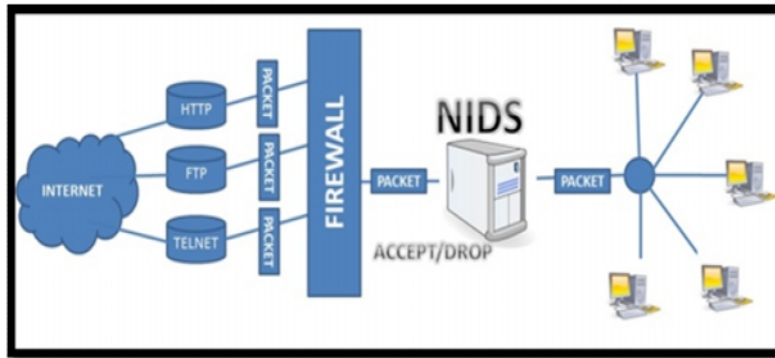 INTERNET
HTTP
FTP
TELNET
PACKET
PACKET
PACKET
FIREWALL
PACKET
NIDS
ACCEPT/DROP
PACKET